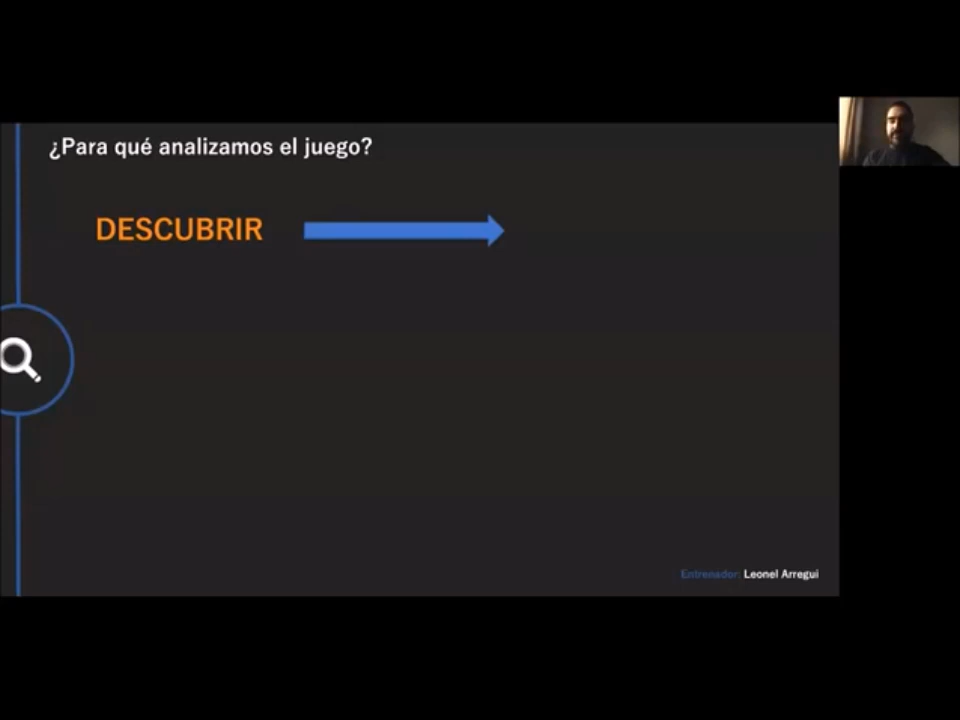 ¿Para qué analizamos el juego?
DESCUBRIR
Entrenador: Leonel Arregui